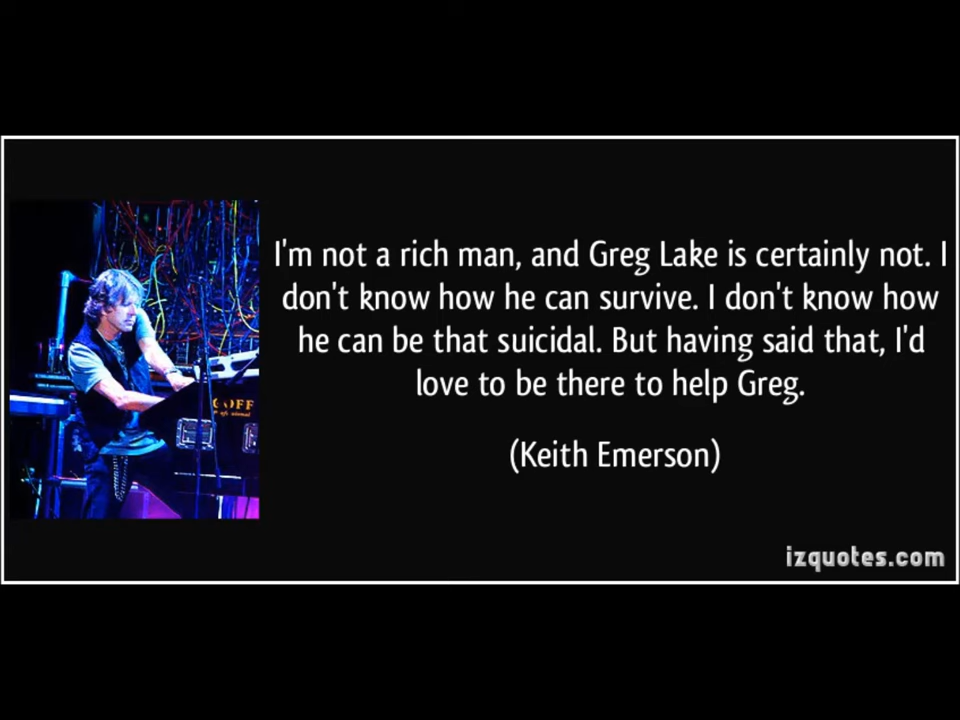 I'm not a rich man, and Greg Lake is certainly not. I
don't know how he can survive. I don't know how
he can be that suicidal. But having said that, I'd
love to be there to help Greg.
(Keith Emerson)
GOFF
izquotes.com